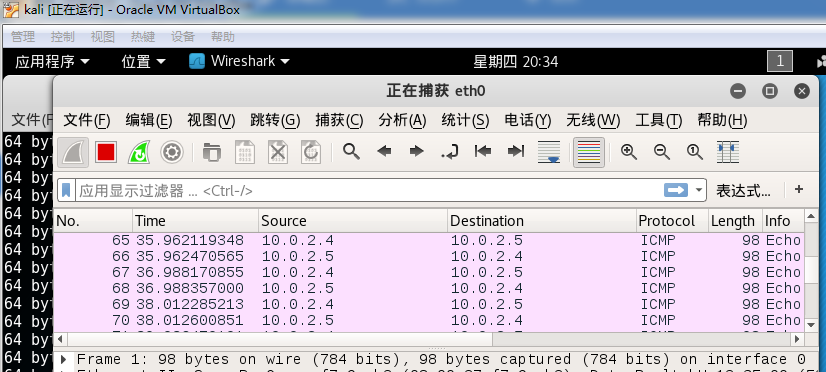 kali [正在运行] - Oracle VM VirtualBox
管理 控制 视图 热键 设备 帮助
应用程序 位置 Wireshark 星期四 20:34 1
正在捕获 eth0
文件(F) 编辑(E) 视图(V) 跳转(G) 捕获(C) 分析(A) 统计(S) 电话(Y) 无线(W) 工具(T) 帮助(H)
文件(F
应用显示过滤器 ... <Ctrl-/> 表达式... +
No. Time Source Destination Protocol Length Info
65 35.962119348 10.0.2.4 10.0.2.5 ICMP 98 Echo
66 35.962470565 10.0.2.5 10.0.2.4 ICMP 98 Echo
67 36.988170855 10.0.2.4 10.0.2.5 ICMP 98 Echo
68 36.988357000 10.0.2.5 10.0.2.4 ICMP 98 Echo
69 38.012285213 10.0.2.4 10.0.2.5 ICMP 98 Echo
70 38.012600851 10.0.2.5 10.0.2.4 ICMP 98 Echo
Frame 1: 98 bytes on wire (784 bits), 98 bytes captured (784 bits) on interface 0
64 byt
64 byt
64 byt
64 byt
64 byt
64 byt
64 byt
64 byt
64 byt
64 byt
64 byt
64 byt
64 byt